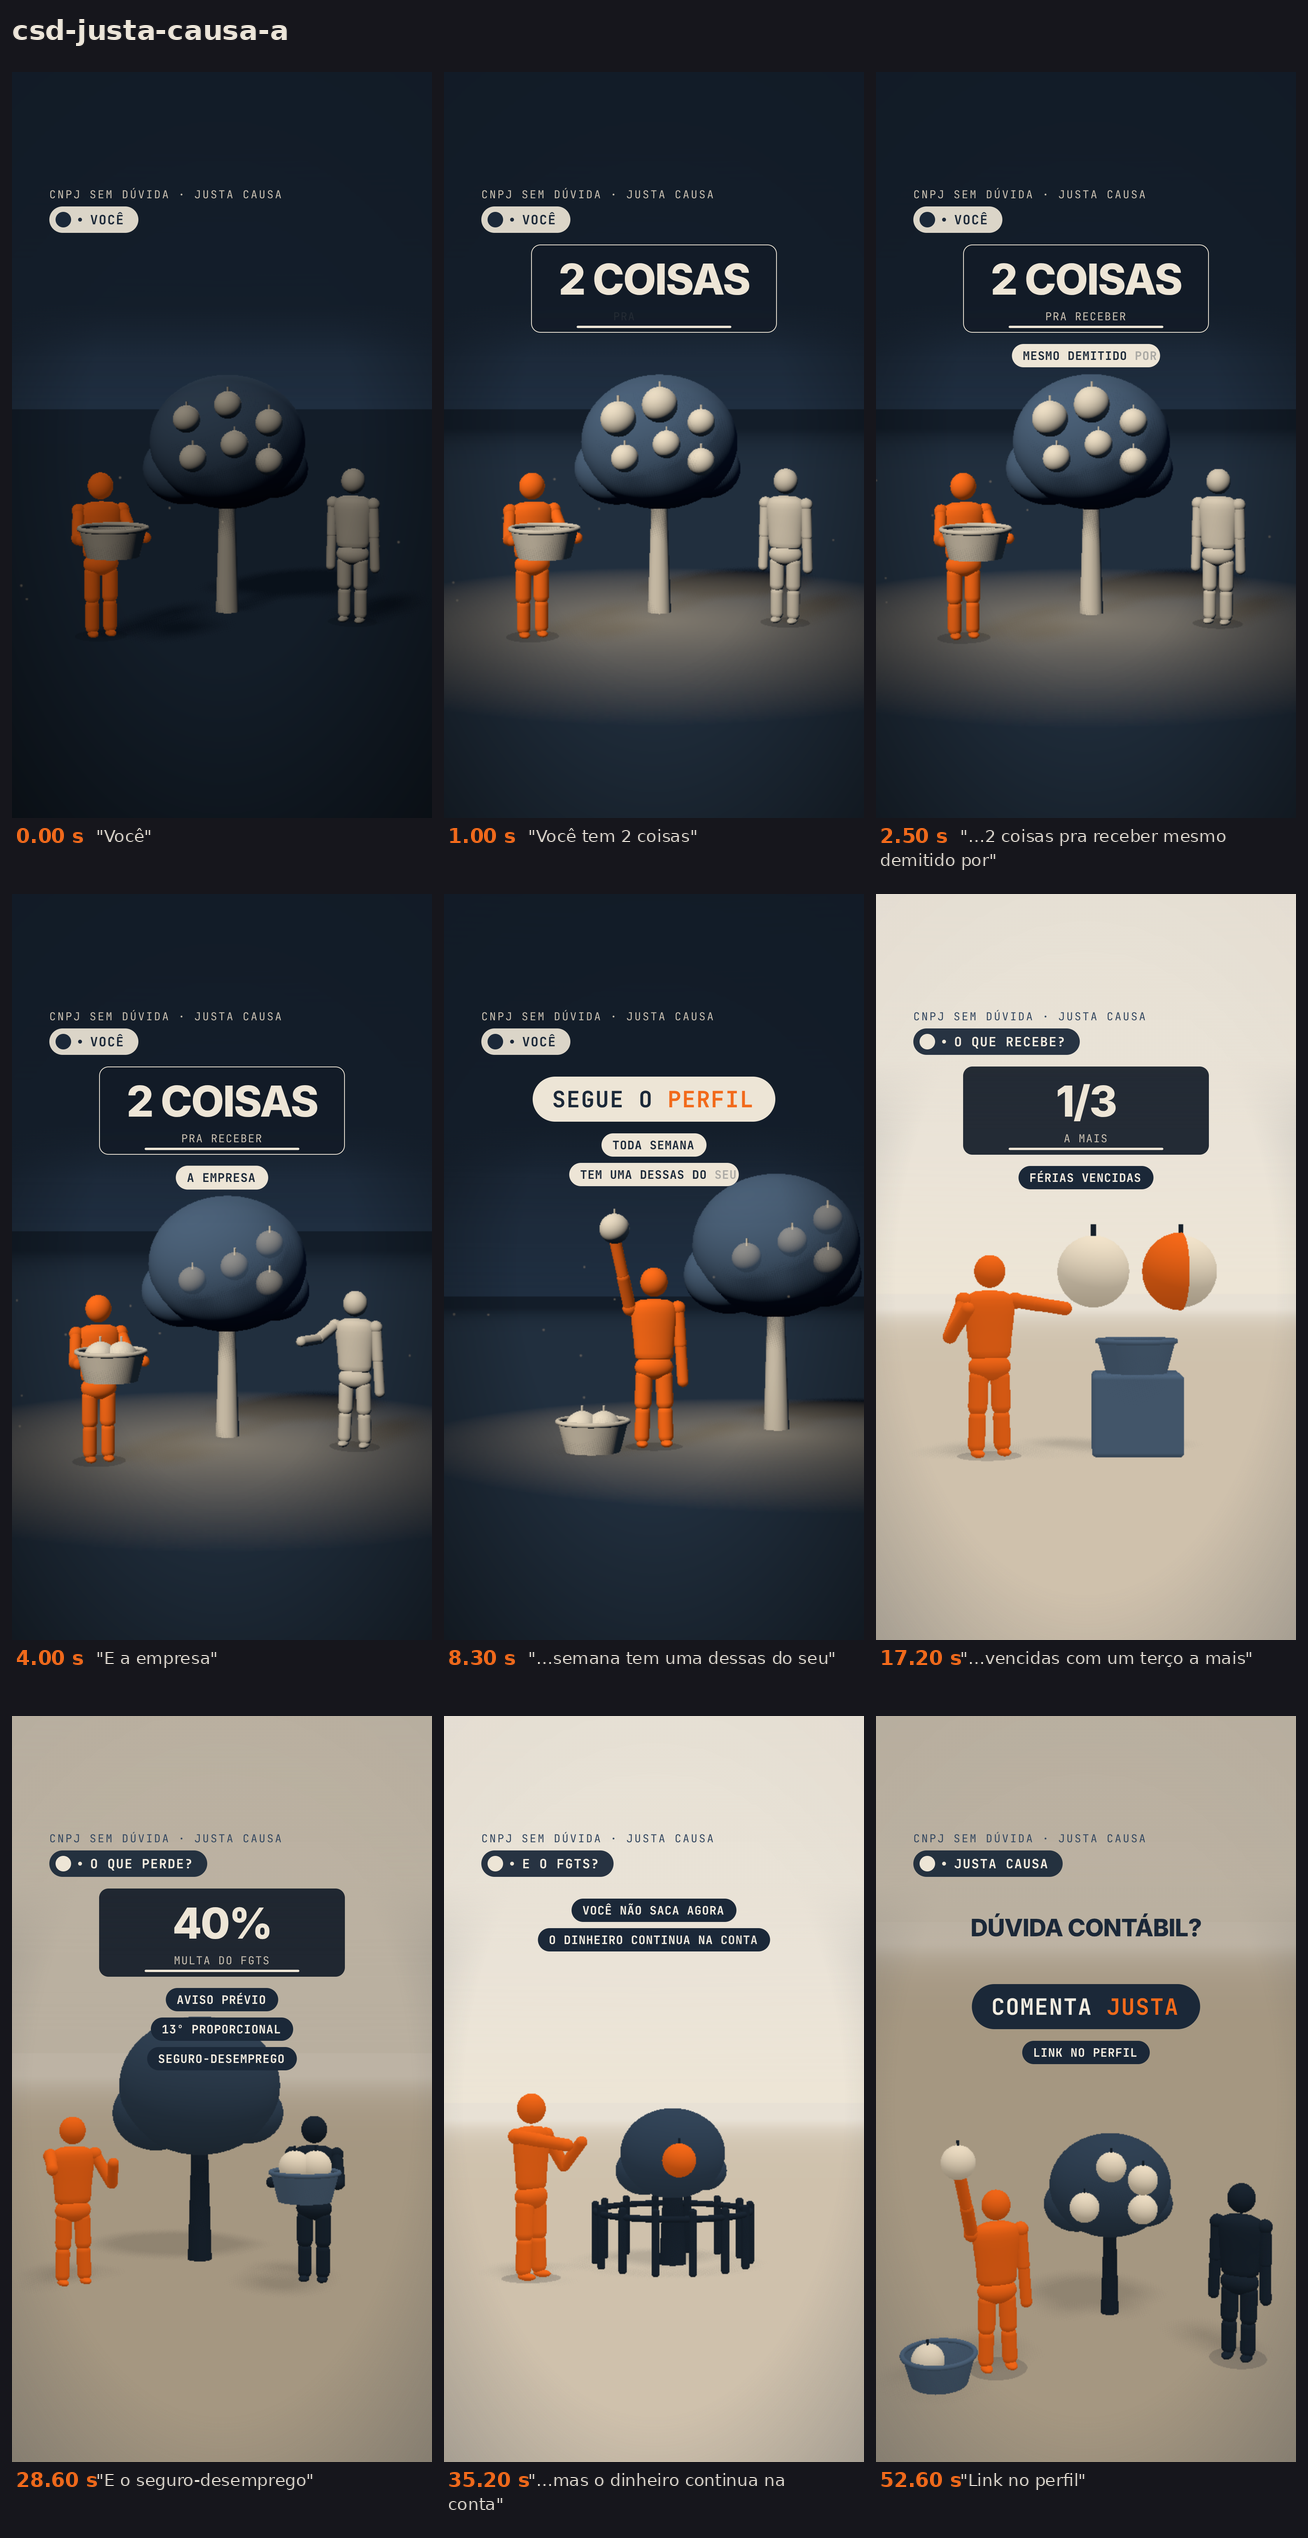 csd-justa-causa-a
CNPJ SEM DÚVIDA · JUSTA CAUSA
• VOCÊ
0.00 s "Você"
CNPJ SEM DÚVIDA · JUSTA CAUSA
• VOCÊ
2 COISAS
PRA
1.00 s "Você tem 2 coisas"
CNPJ SEM DÚVIDA · JUSTA CAUSA
• VOCÊ
2 COISAS
PRA RECEBER
MESMO DEMITIDO POR
2.50 s "...2 coisas pra receber mesmo
demitido por"
CNPJ SEM DÚVIDA · JUSTA CAUSA
• VOCÊ
2 COISAS
PRA RECEBER
A EMPRESA
4.00 s "E a empresa"
CNPJ SEM DÚVIDA · JUSTA CAUSA
• VOCÊ
SEGUE O PERFIL
TODA SEMANA
TEM UMA DESSAS DO SEU
8.30 s "...semana tem uma dessas do seu"
CNPJ SEM DÚVIDA · JUSTA CAUSA
• O QUE RECEBE?
1/3
A MAIS
FÉRIAS VENCIDAS
17.20 s "...vencidas com um terço a mais"
CNPJ SEM DÚVIDA · JUSTA CAUSA
• O QUE PERDE?
40%
MULTA DO FGTS
AVISO PRÉVIO
13° PROPORCIONAL
SEGURO-DESEMPREGO
28.60 s "E o seguro-desemprego"
CNPJ SEM DÚVIDA · JUSTA CAUSA
• E O FGTS?
VOCÊ NÃO SACA AGORA
O DINHEIRO CONTINUA NA CONTA
35.20 s "...mas o dinheiro continua na
conta"
CNPJ SEM DÚVIDA · JUSTA CAUSA
• JUSTA CAUSA
DÚVIDA CONTÁBIL?
COMENTA JUSTA
LINK NO PERFIL
52.60 s "Link no perfil"